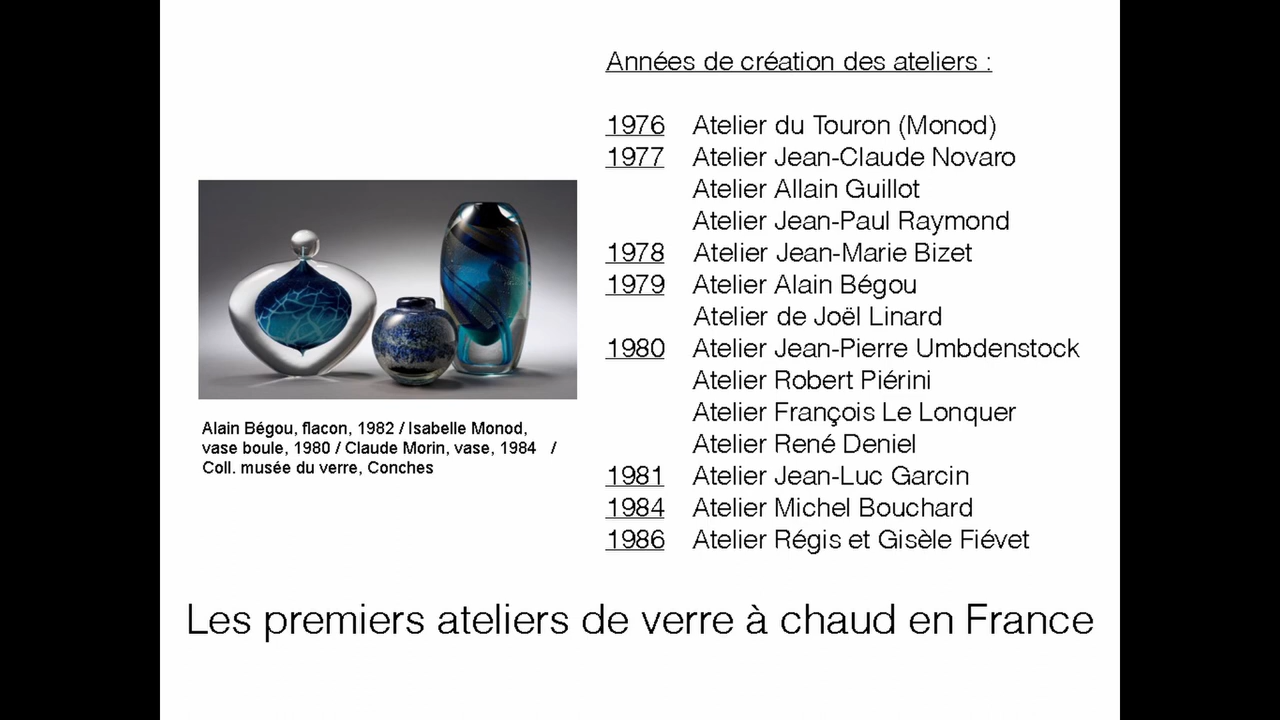 Années de création des ateliers :
1976 Atelier du Touron (Monod)
1977 Atelier Jean-Claude Novaro
Atelier Allain Guillot
Atelier Jean-Paul Raymond
1978 Atelier Jean-Marie Bizet
1979 Atelier Alain Bégou
Atelier de Joël Linard
1980 Atelier Jean-Pierre Umbdenstock
Atelier Robert Piérini
Atelier François Le Lonquer
Atelier René Deniel
1981 Atelier Jean-Luc Garcin
1984 Atelier Michel Bouchard
1986 Atelier Régis et Gisèle Fiévet
Alain Bégou, flacon, 1982 / Isabelle Monod,
vase boule, 1980 / Claude Morin, vase, 1984 /
Coll. musée du verre, Conches
Les premiers ateliers de verre à chaud en France